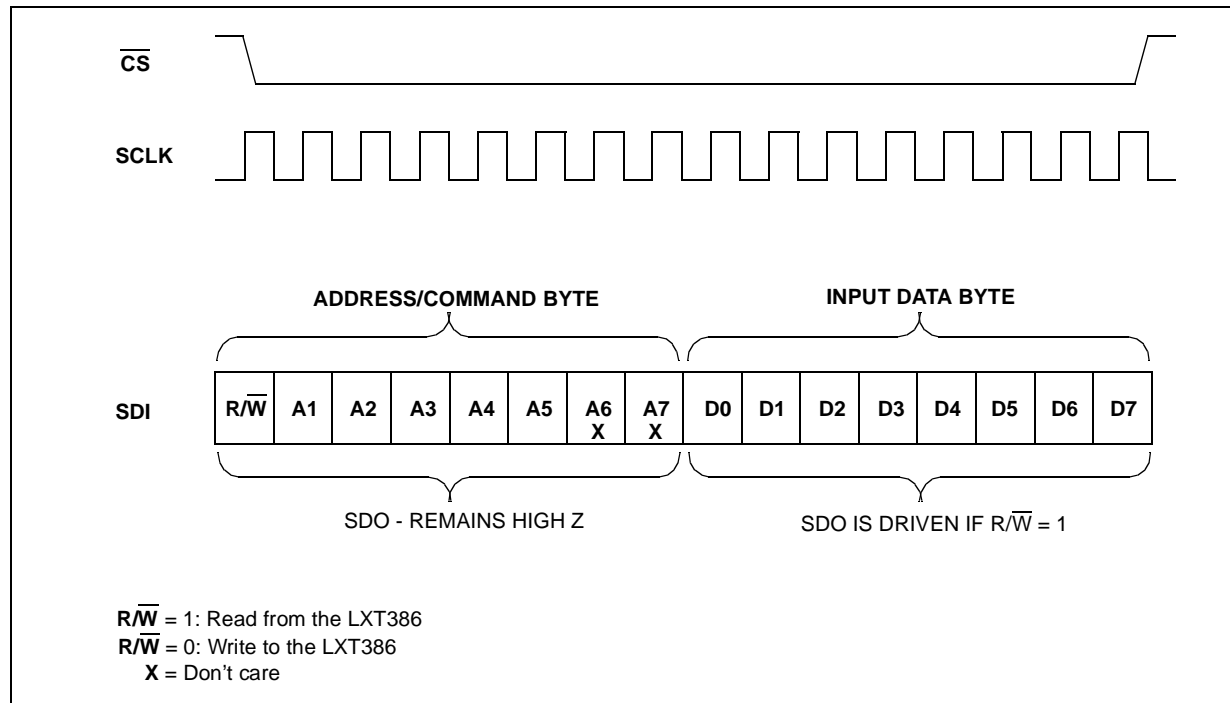 CS
SCLK
ADDRESS/COMMAND BYTE INPUT DATA BYTE
SDI R/W A1 A2 A3 A4 A5 A6 X A7 X D0 D1 D2 D3 D4 D5 D6 D7
SDO - REMAINS HIGH Z SDO IS DRIVEN IF R/W = 1
R/W = 1: Read from the LXT386
R/W = 0: Write to the LXT386
X = Don't care